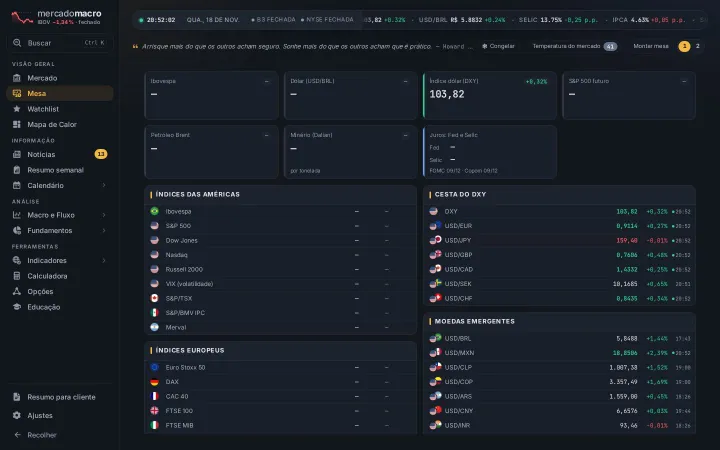 mercadomacro
IBOV -1,34% · fechado
Buscar Ctrl K
VISÃO GERAL
Mercado
Mesa
Watchlist
Mapa de Calor
INFORMAÇÃO
Notícias 13
Resumo semanal
Calendário
ANÁLISE
Macro e Fluxo
Fundamentos
FERRAMENTAS
Indicadores
Calculadora
Opções
Educação
Resumo para cliente
Ajustes
Recolher
20:52:02 QUA., 18 DE NOV. B3 FECHADA NYSE FECHADA 103,82 +0.32% · USD/BRL R$ 5.8832 +0.24% · SELIC 13.75% +0,25 p.p. · IPCA 4.63% +0,05 p.p.
Arrisque mais do que os outros acham seguro. Sonhe mais do que os outros acham que é prático. — Howard ...
Congelar
Temperatura do mercado 41
Montar mesa 1 2
Ibovespa –
—
Dólar (USD/BRL) –
—
Índice dólar (DXY) +0,32%
103,82
S&P 500 futuro –
—
Petróleo Brent –
—
Minério (Dalian) –
—
por tonelada
Juros: Fed e Selic
Fed —
Selic —
FOMC 09/12 · Copom 09/12
ÍNDICES DAS AMÉRICAS
Ibovespa — —
S&P 500 — —
Dow Jones — —
Nasdaq — —
Russell 2000 — —
VIX (volatilidade) — —
S&P/TSX — —
S&P/BMV IPC — —
Merval — —
ÍNDICES EUROPEUS
Euro Stoxx 50 — —
DAX — —
CAC 40 — —
FTSE 100 — —
FTSE MIB — —
CESTA DO DXY
DXY 103,82 +0,32% 20:52
USD/EUR 0,9114 +0,27% 20:52
USD/JPY 159,40 -0,01% 20:52
USD/GBP 0,7606 +0,46% 20:52
USD/CAD 1,4332 +0,25% 20:52
USD/SEK 10,1685 +0,65% 20:51
USD/CHF 0,8435 +0,34% 20:52
MOEDAS EMERGENTES
USD/BRL 5,8488 +1,44% 17:43
USD/MXN 18,8506 +2,39% 20:52
USD/CLP 1.007,38 +1,52% 19:00
USD/COP 3.357,49 +1,69% 19:00
USD/ARS 1.559,00 +0,45% 18:26
USD/CNY 6,6576 +0,03% 19:44
USD/INR 93,46 -0,01% 18:26